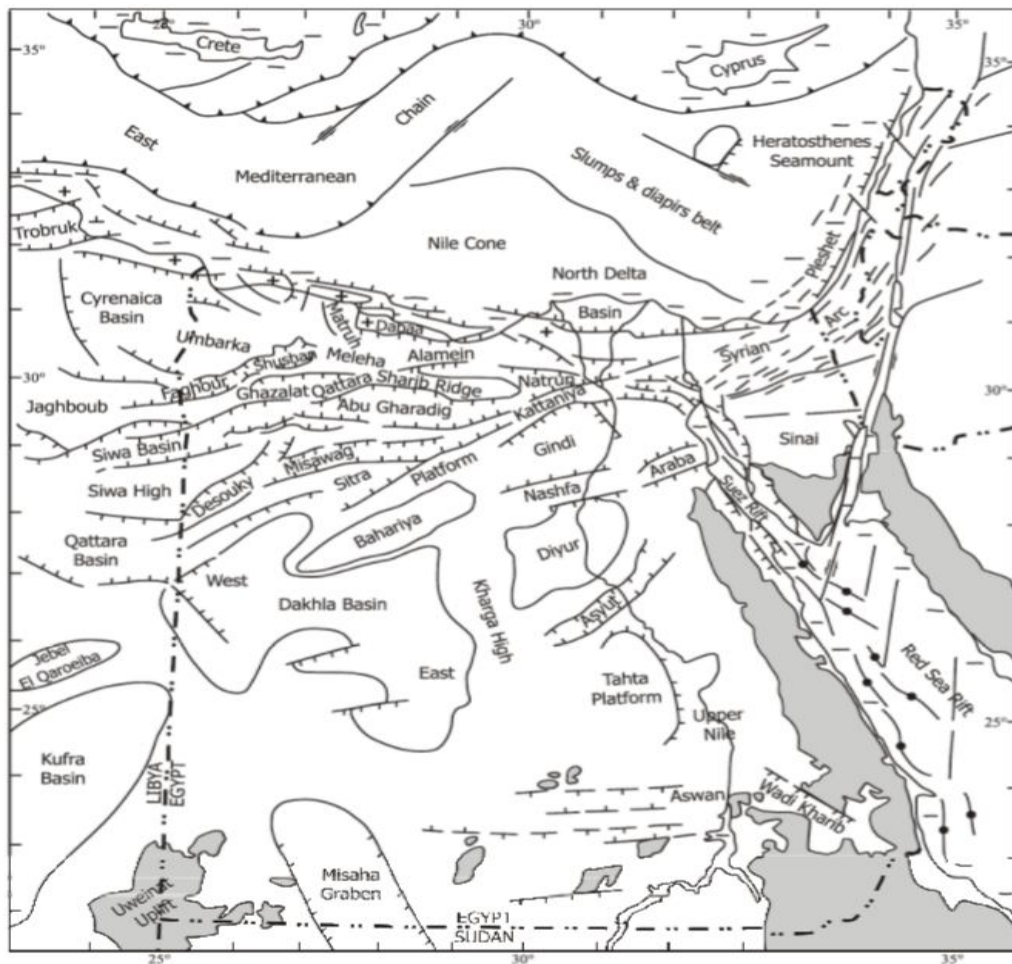 25°
30°
35°
35°
35°
Crete
Cyprus
Chain
East
Mediterranean
Heratosthenes
Seamount
Slumps & diapirs belt
Trobruk
Nile Cone
Pleshet
North Delta
Basin
Cyrenaica
Basin
Matruh
Dabaa
Arc
Umbarka
Shushan
Meleha
Alamein
Syrian
30°
30°
Faghour
Ghazalat
Qattara
Sharib Ridge
Natrun
Jaghboub
Abu Gharadig
Kattaniya
Siwa Basin
Misawag
Gindi
Sinai
Siwa High
Desouky
Sitra
Platform
Nashfa
Araba
Suez Rift
Bahariya
Qattara
Basin
Diyur
West
Dakhla Basin
Kharga High
Asyut
Jebel
El Qaroeiba
East
Tahta
Platform
Red Sea Rift
25°
25°
Upper
Nile
Kufra
Basin
LIBYA
EGYPT
Aswan
Wadi Kharib
Misaha
Graben
Uweinat
Uplift
EGYPT
SUDAN
25°
30°
35°